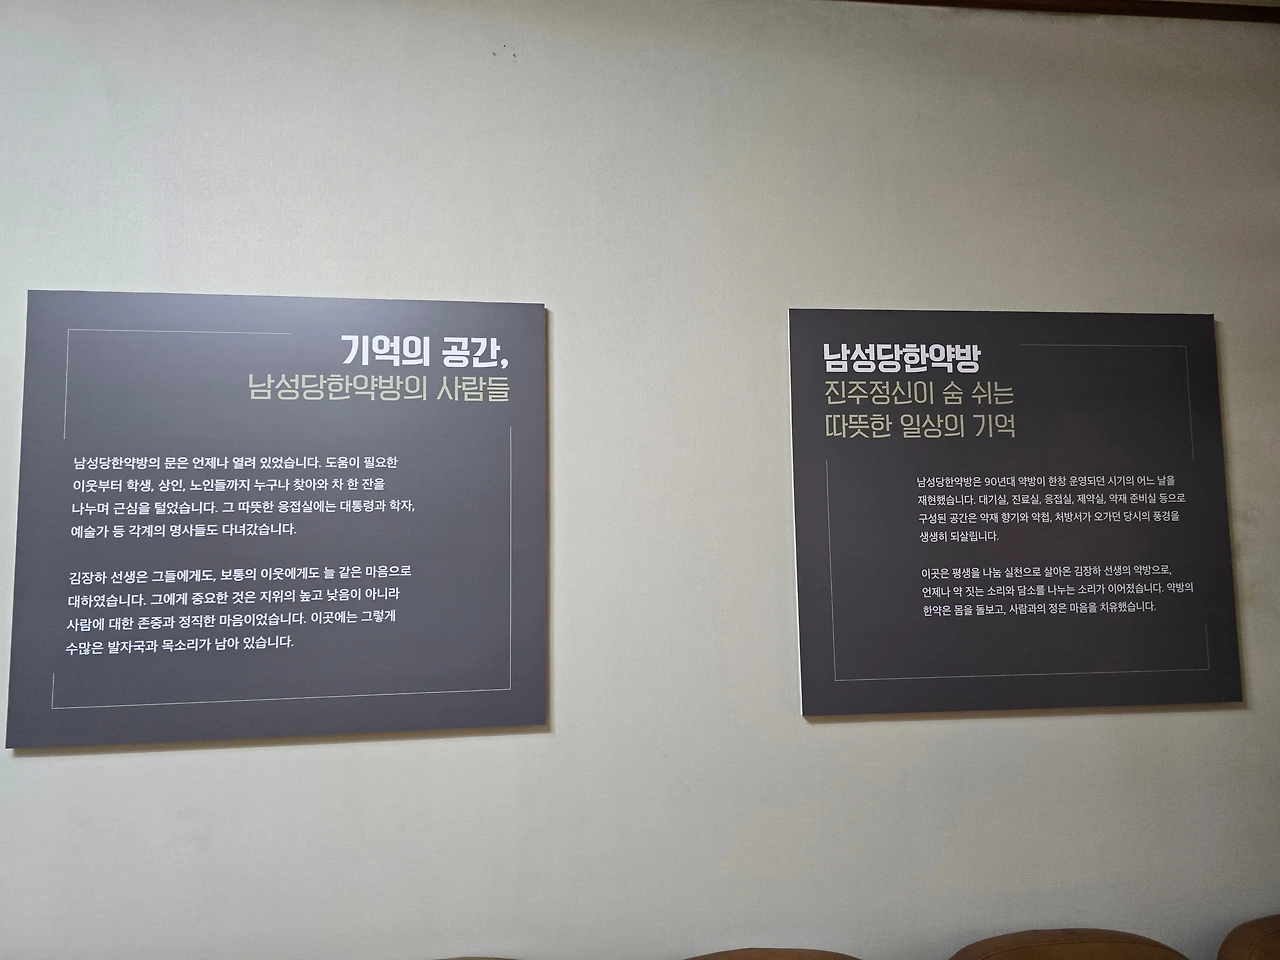 기억의 공간,
남성당한약방의 사람들
남성당한약방의 문은 언제나 열려 있었습니다. 도움이 필요한
이웃부터 학생, 상인, 노인들까지 누구나 찾아와 차 한 잔을
나누며 근심을 털었습니다. 그 따뜻한 응접실에는 대통령과 학자,
예술가 등 각계의 명사들도 다녀갔습니다.
김장하 선생은 그들에게도, 보통의 이웃에게도 늘 같은 마음으로
대하였습니다. 그에게 중요한 것은 지위의 높고 낮음이 아니라
사람에 대한 존중과 정직한 마음이었습니다. 이곳에는 그렇게
수많은 발자국과 목소리가 남아 있습니다.
남성당한약방
진주정신이 숨 쉬는
따뜻한 일상의 기억
남성당한약방은 90년대 약방이 한창 운영되던 시기의 어느 날을
재현했습니다. 대기실, 진료실, 응접실, 제약실, 약재 준비실 등으로
구성된 공간은 약재 향기와 약첩, 처방서가 오가던 당시의 풍경을
생생히 되살립니다.
이곳은 평생을 나눔 실천으로 살아온 김장하 선생의 약방으로,
언제나 약 짓는 소리와 담소를 나누는 소리가 이어졌습니다. 약방의
한약은 몸을 돌보고, 사람과의 정은 마음을 치유했습니다.